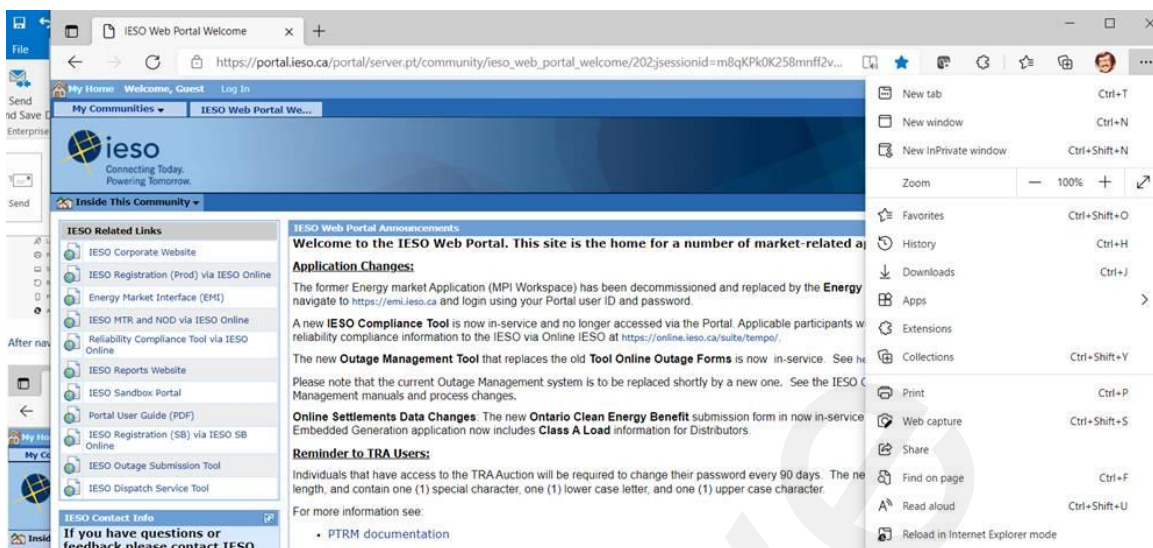 IESO Web Portal Welcome
File
https://portal.ieso.ca/portal/server.pt/community/ieso_web_portal_welcome/202;jsessionid=m8qKPk0K258mnff2v...
Send
Enterprise
Send
After nav
My Home Welcome, Guest Log In
My Communities
IESO Web Portal We...
ieso
Connecting Today.
Powering Tomorrow.
Inside This Community
IESO Related Links
IESO Corporate Website
IESO Registration (Prod) via IESO Online
Energy Market Interface (EMI)
IESO MTR and NOD via IESO Online
Reliability Compliance Tool via IESO
Online
IESO Reports Website
IESO Sandbox Portal
Portal User Guide (PDF)
IESO Registration (SB) via IESO SB
Online
IESO Outage Submission Tool
IESO Dispatch Service Tool
IESO Contact Info
If you have questions or
feedback please contact IESO
IESO Web Portal Announcements
Welcome to the IESO Web Portal. This site is the home for a number of market-related
Application Changes:
The former Energy market Application (MPI Workspace) has been decommissioned and replaced by the Energy
navigate to https://emi.ieso.ca and login using your Portal user ID and password.
A new IESO Compliance Tool is now in-service and no longer accessed via the Portal. Applicable participants
reliability compliance information to the IESO via Online IESO at https://online.ieso.ca/suite/tempo/.
The new Outage Management Tool that replaces the old Tool Online Outage Forms is now in-service. See
Please note that the current Outage Management system is to be replaced shortly by a new one. See the IESO
Management manuals and process changes.
Online Settlements Data Changes: The new Ontario Clean Energy Benefit submission form in now in-service
Embedded Generation application now includes Class A Load information for Distributors.
Reminder to TRA Users:
Individuals that have access to the TRA Auction will be required to change their password every 90 days. The
length, and contain one (1) special character, one (1) lower case letter, and one (1) upper case character.
For more information see:
• PTRM documentation
New tab Ctrl+T
New window Ctrl+N
New InPrivate window Ctrl+Shift+N
Zoom — 100% +
Favorites Ctrl+Shift+O
History Ctrl+H
Downloads Ctrl+J
Apps
Extensions
Collections Ctrl+Shift+Y
Print Ctrl+P
Web capture Ctrl+Shift+S
Share
Find on page Ctrl+F
Read aloud Ctrl+Shift+U
Reload in Internet Explorer mode